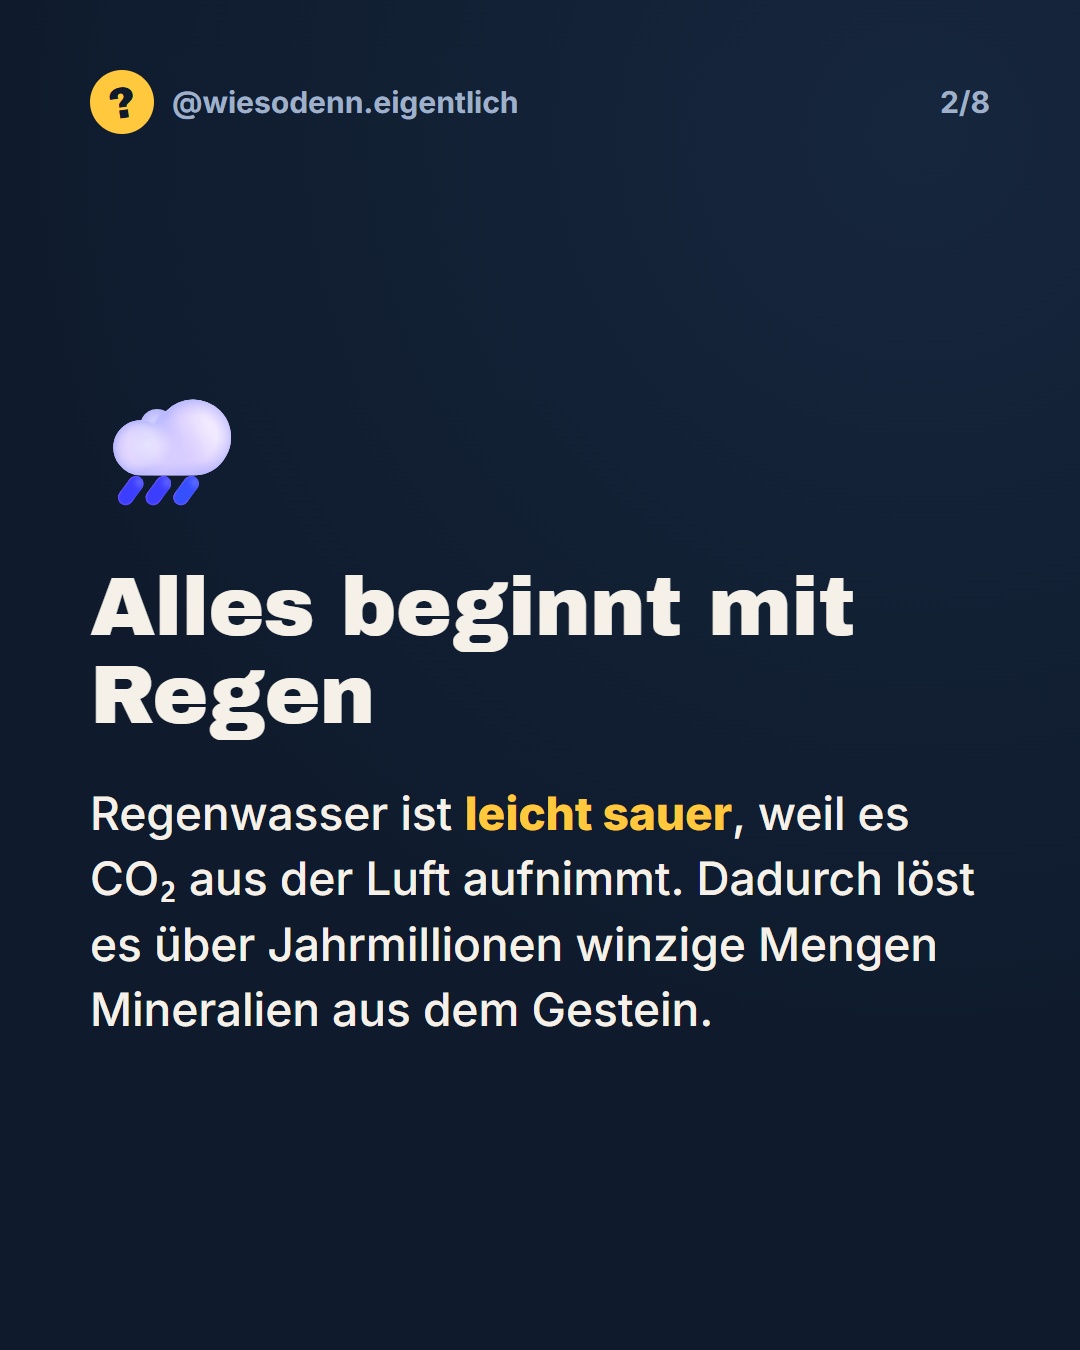 ?
@wiesodenn.eigentlich
2/8
Alles beginnt mit
Regen
Regenwasser ist leicht sauer, weil es
CO₂ aus der Luft aufnimmt. Dadurch löst
es über Jahrmillionen winzige Mengen
Mineralien aus dem Gestein.